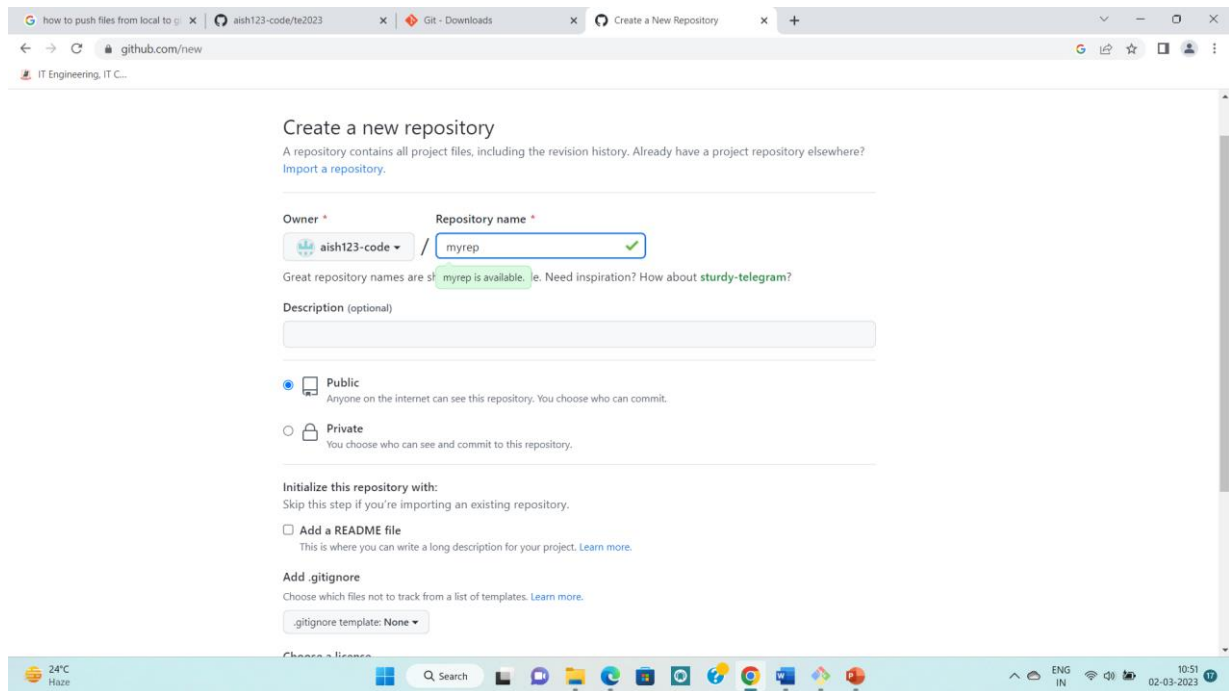 how to push files from local to gi
aish123-code/te2023
Git - Downloads
Create a New Repository
github.com/new
IT Engineering, IT C...
Create a new repository
A repository contains all project files, including the revision history. Already have a project repository elsewhere?
Import a repository.
Owner *
Repository name *
aish123-code
/
myrep
Great repository names are sh
myrep is available.
e. Need inspiration? How about sturdy-telegram?
Description (optional)
Public
Anyone on the internet can see this repository. You choose who can commit.
Private
You choose who can see and commit to this repository.
Initialize this repository with:
Skip this step if you're importing an existing repository.
Add a README file
This is where you can write a long description for your project. Learn more.
Add .gitignore
Choose which files not to track from a list of templates. Learn more.
.gitignore template: None
Choose a license
24°C
Haze
Search
ENG
IN
10:51
02-03-2023
17